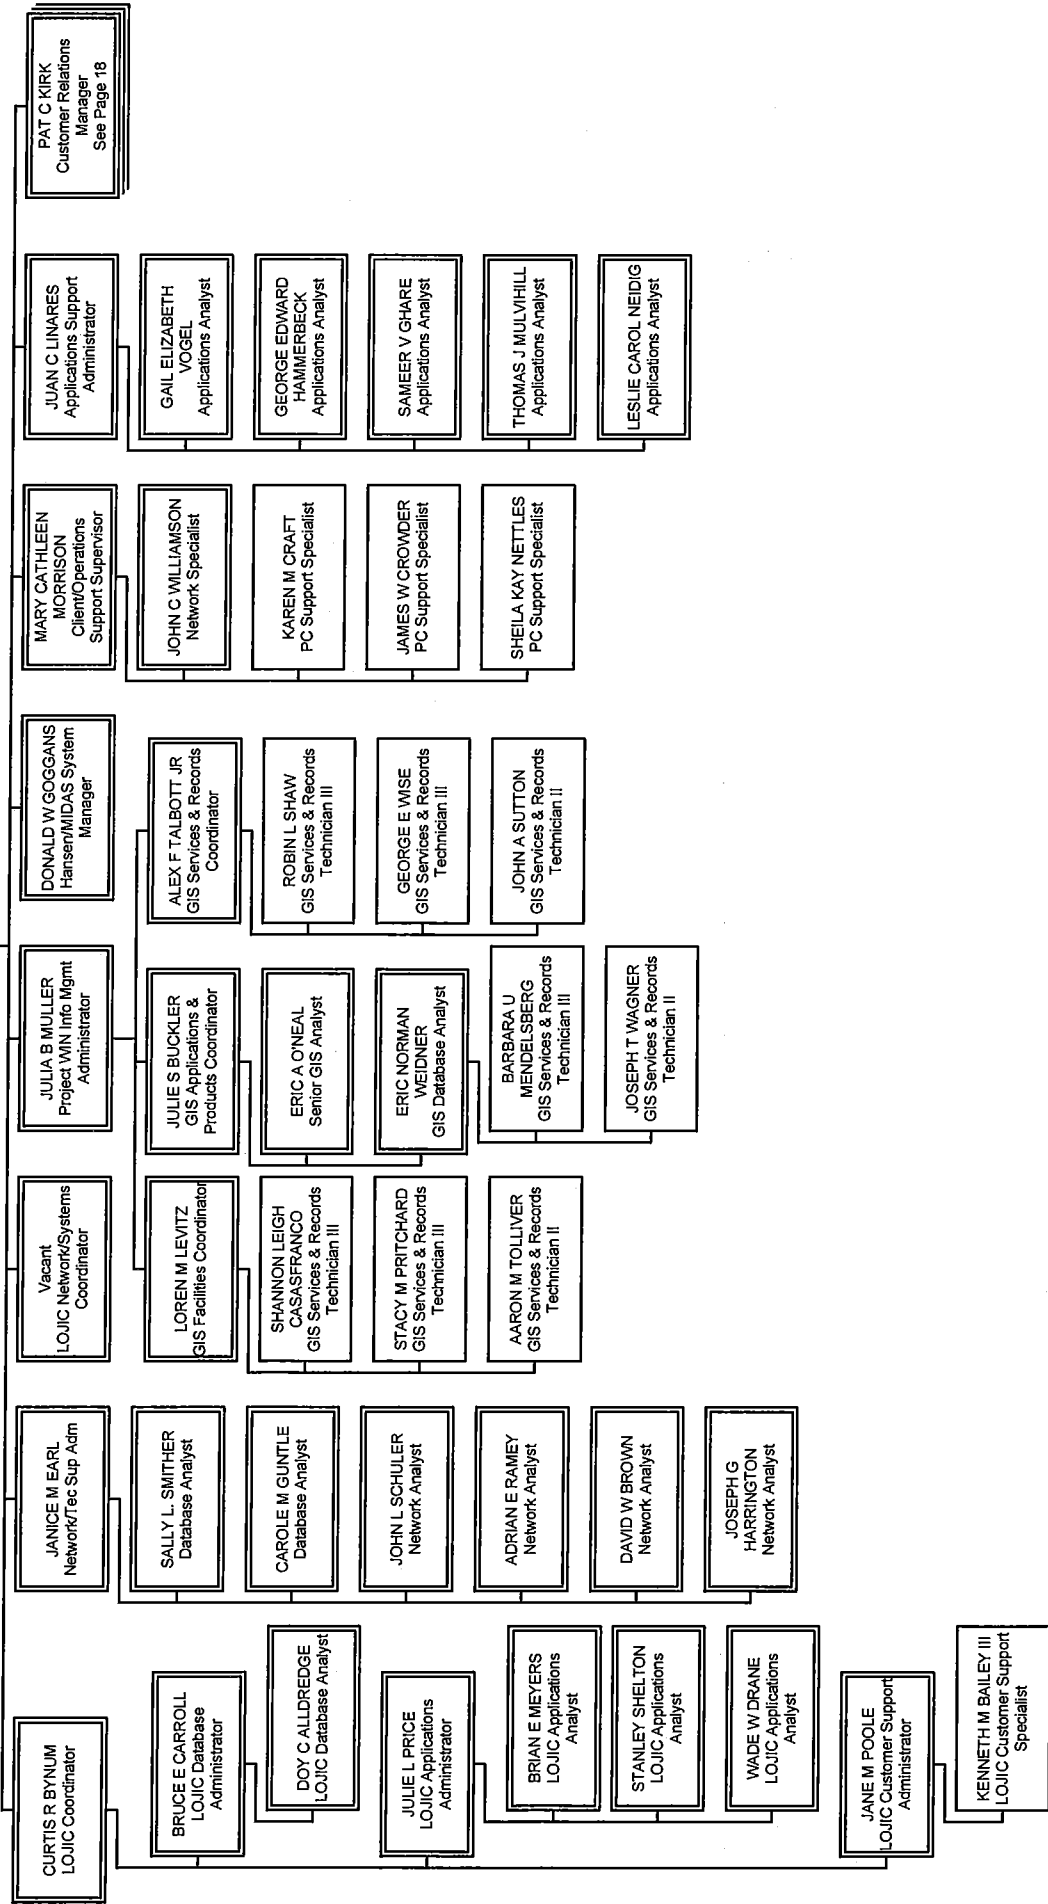 CURTIS R BYNUM
LOJIC Coordinator
BRUCE E CARROLL
LOJIC Database
Administrator
DOY C ALLDREDGE
LOJIC Database Analyst
JULIE L PRICE
LOJIC Applications
Administrator
BRIAN E MEYERS
LOJIC Applications
Analyst
STANLEY SHELTON
LOJIC Applications
Analyst
WADE W DRANE
LOJIC Applications
Analyst
JANE M POOLE
LOJIC Customer Support
Administrator
KENNETH M BAILEY III
LOJIC Customer Support
Specialist
JANICE M EARL
Network/Tec Sup Adm
SALLY L. SMITHER
Database Analyst
CAROLE M GUNTLE
Database Analyst
JOHN L SCHULER
Network Analyst
ADRIAN E RAMEY
Network Analyst
DAVID W BROWN
Network Analyst
JOSEPH G
HARRINGTON
Network Analyst
Vacant
LOJIC Network/Systems
Coordinator
JULIA B MULLER
Project WIN Info Mgmt
Administrator
LOREN M LEVITZ
GIS Facilities Coordinator
SHANNON LEIGH
CASASFRANCO
GIS Services & Records
Technician III
STACY M PRITCHARD
GIS Services & Records
Technician III
AARON M TOLLIVER
GIS Services & Records
Technician II
JULIE S BUCKLER
GIS Applications &
Products Coordinator
ERIC A O'NEAL
Senior GIS Analyst
ERIC NORMAN
WEIDNER
GIS Database Analyst
BARBARA U
MENDELSBERG
GIS Services & Records
Technician III
JOSEPH T WAGNER
GIS Services & Records
Technician II
ALEX F TALBOTT JR
GIS Services & Records
Coordinator
ROBIN L SHAW
GIS Services & Records
Technician III
GEORGE E WISE
GIS Services & Records
Technician III
JOHN A SUTTON
GIS Services & Records
Technician II
DONALD W GOGGANS
Hansen/MIDAS System
Manager
MARY CATHLEEN
MORRISON
Client/Operations
Support Supervisor
JOHN C WILLIAMSON
Network Specialist
KAREN M CRAFT
PC Support Specialist
JAMES W CROWDER
PC Support Specialist
SHEILA KAY NETTLES
PC Support Specialist
JUAN C LINARES
Applications Support
Administrator
GAIL ELIZABETH
VOGEL
Applications Analyst
GEORGE EDWARD
HAMMERBECK
Applications Analyst
SAMEER V GHARE
Applications Analyst
THOMAS J MULVIHILL
Applications Analyst
LESLIE CAROL NEIDIG
Applications Analyst
PAT C KIRK
Customer Relations
Manager
See Page 18